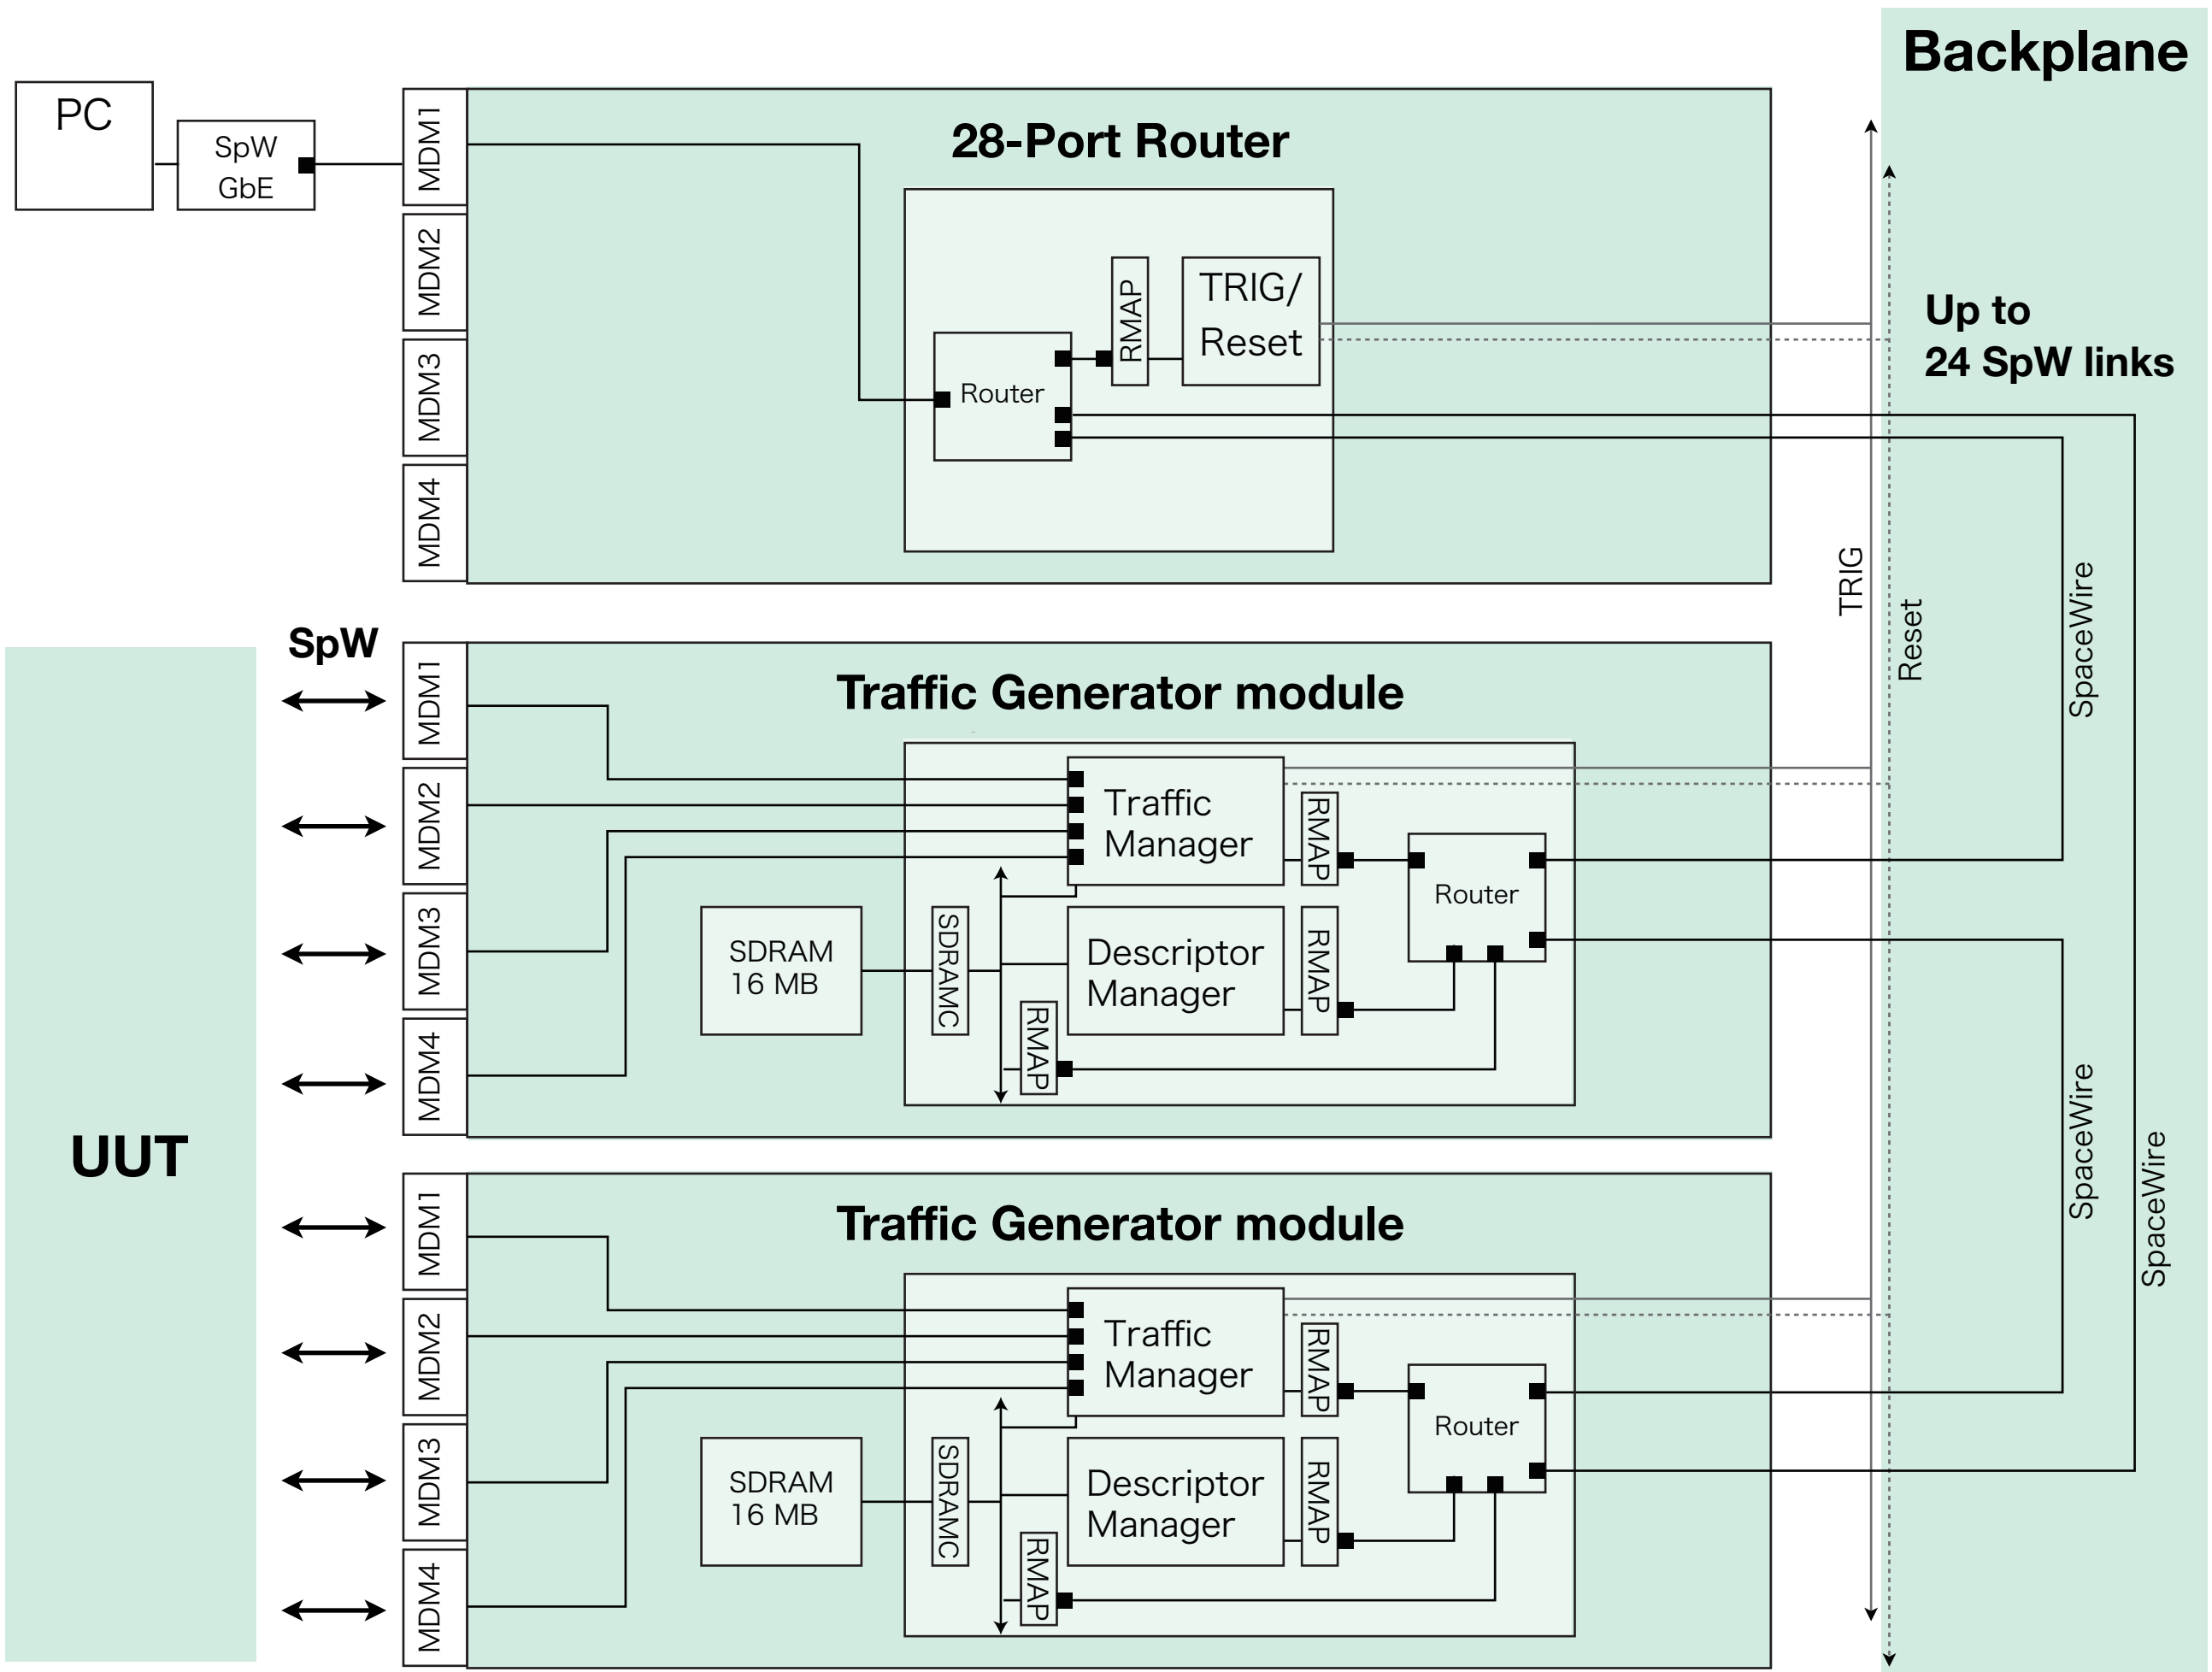 Backplane
PC
SpW
GbE
MDM1
MDM2
MDM3
MDM4
28-Port Router
Router
RMAP
TRIG/
Reset
Up to
24 SpW links
TRIG
Reset
SpaceWire
SpaceWire
SpaceWire
SpW
UUT
MDM1
MDM2
MDM3
MDM4
Traffic Generator module
Traffic
Manager
RMAP
Router
SDRAM
16 MB
SDRAMC
Descriptor
Manager
RMAP
RMAP
MDM1
MDM2
MDM3
MDM4
Traffic Generator module
Traffic
Manager
RMAP
Router
SDRAM
16 MB
SDRAMC
Descriptor
Manager
RMAP
RMAP